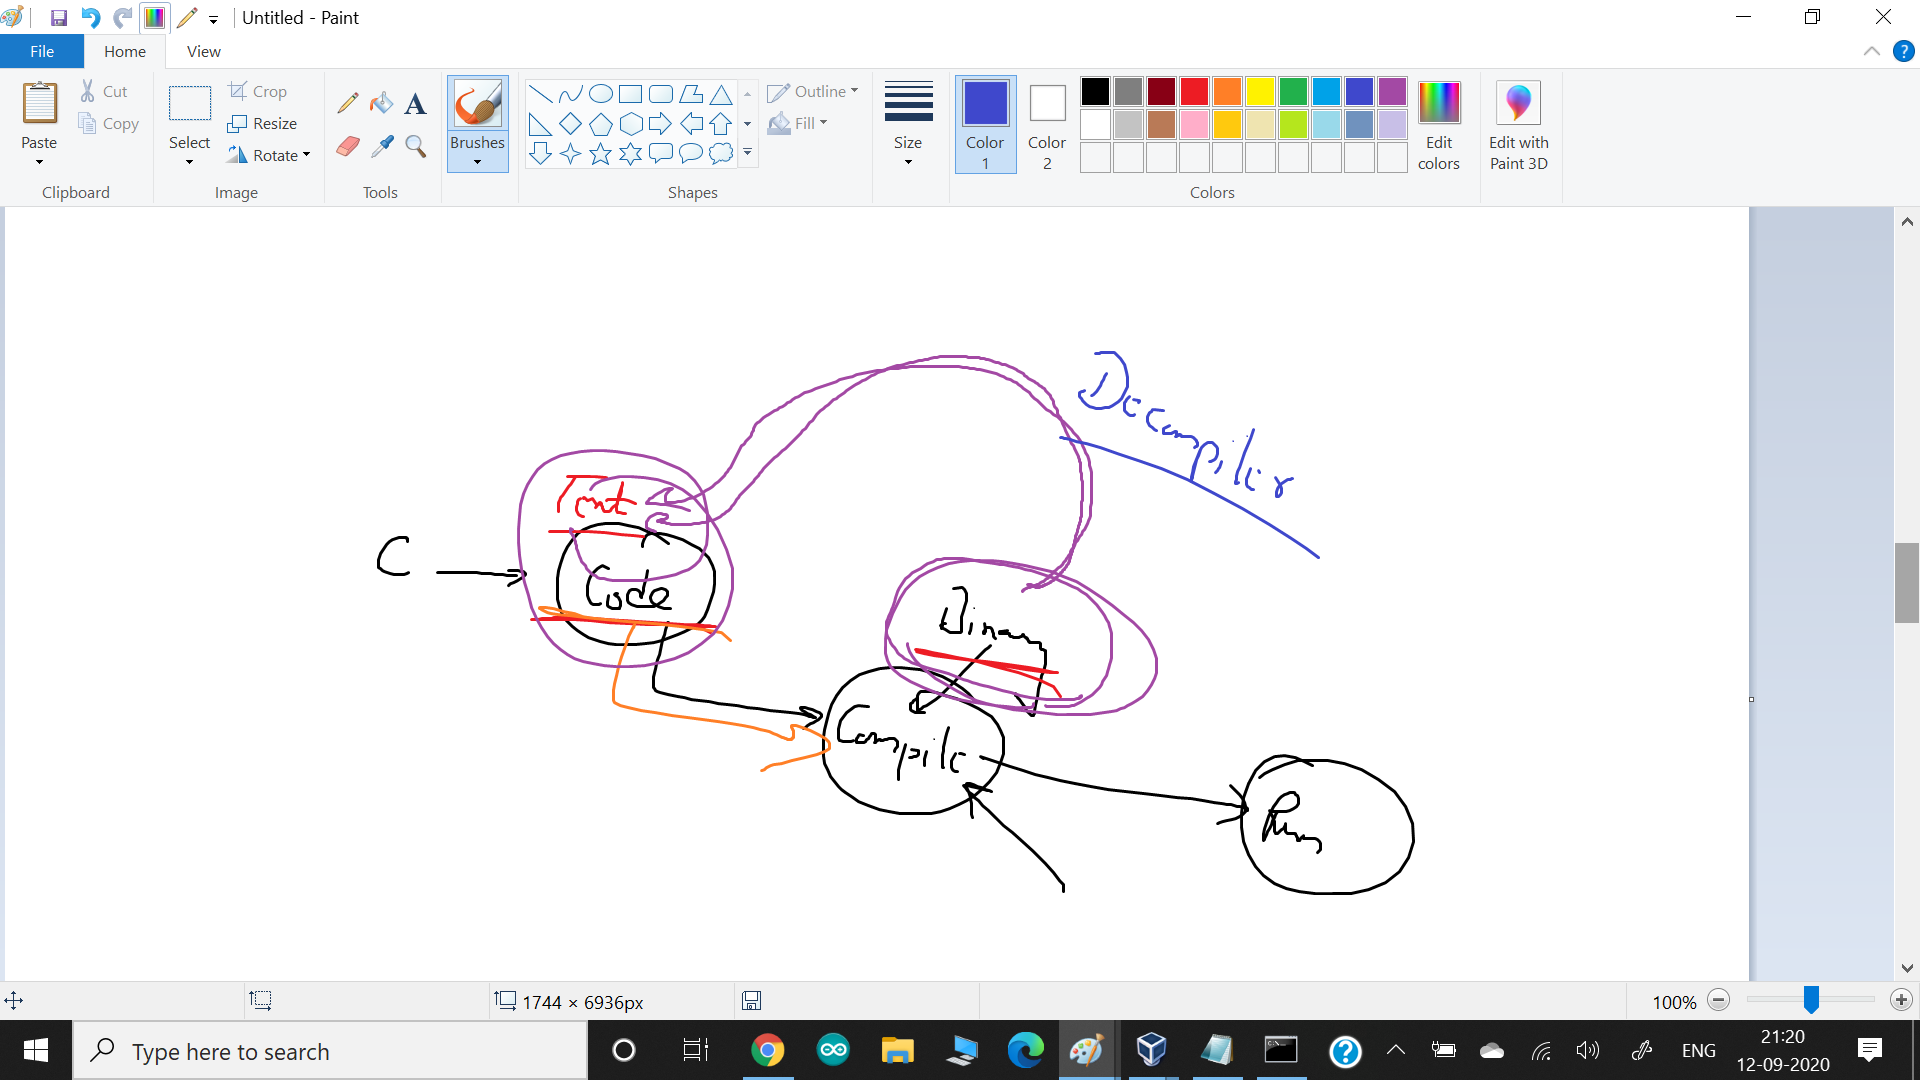 Untitled - Paint
File Home View
Paste
Cut
Copy
Clipboard
Select
Crop
Resize
Rotate
Image
Tools
Brushes
Shapes
Outline
Fill
Size
Color 1
Color 2
Edit colors
Colors
Edit with Paint 3D
Decompiler
Text
C
Code
Binary
Compile
Run
1744 × 6936px
100%
Type here to search
ENG
21:20
12-09-2020